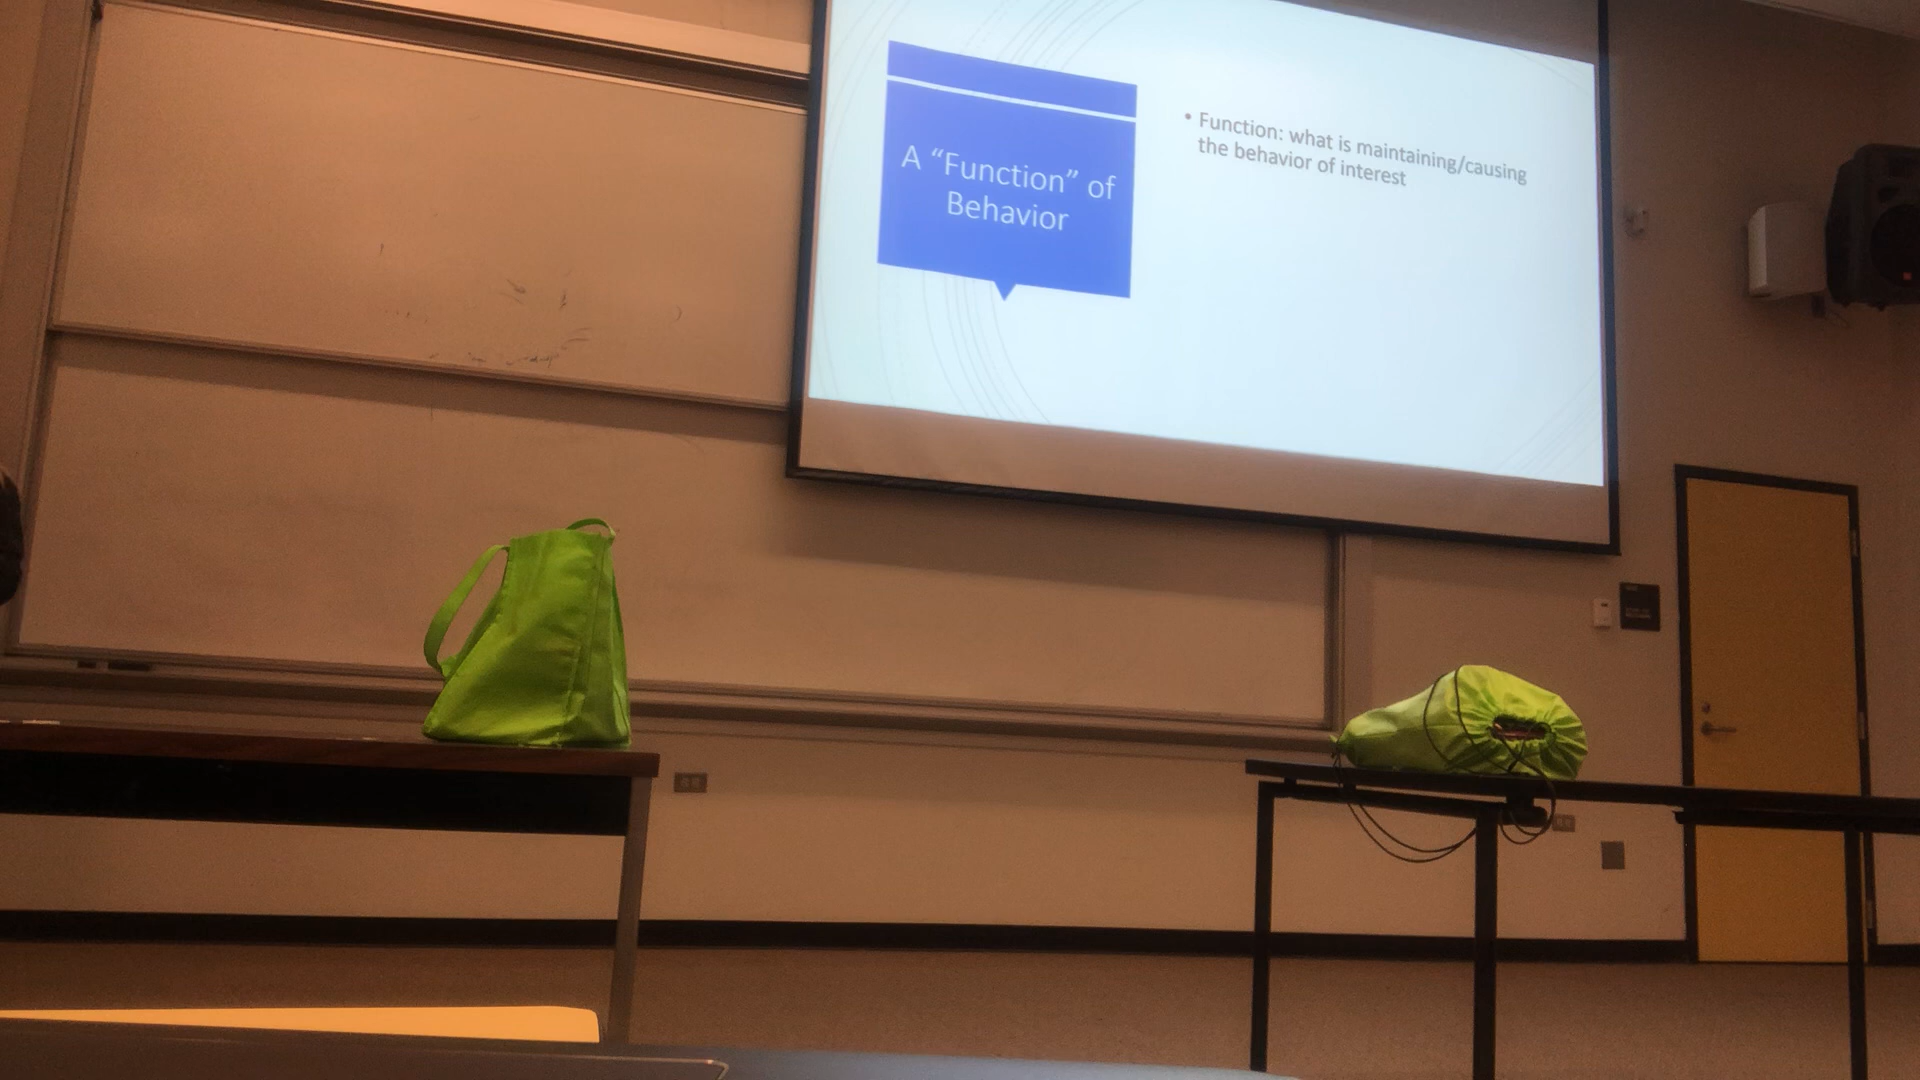 A “Function” of
Behavior
• Function: what is maintaining/causing
the behavior of interest